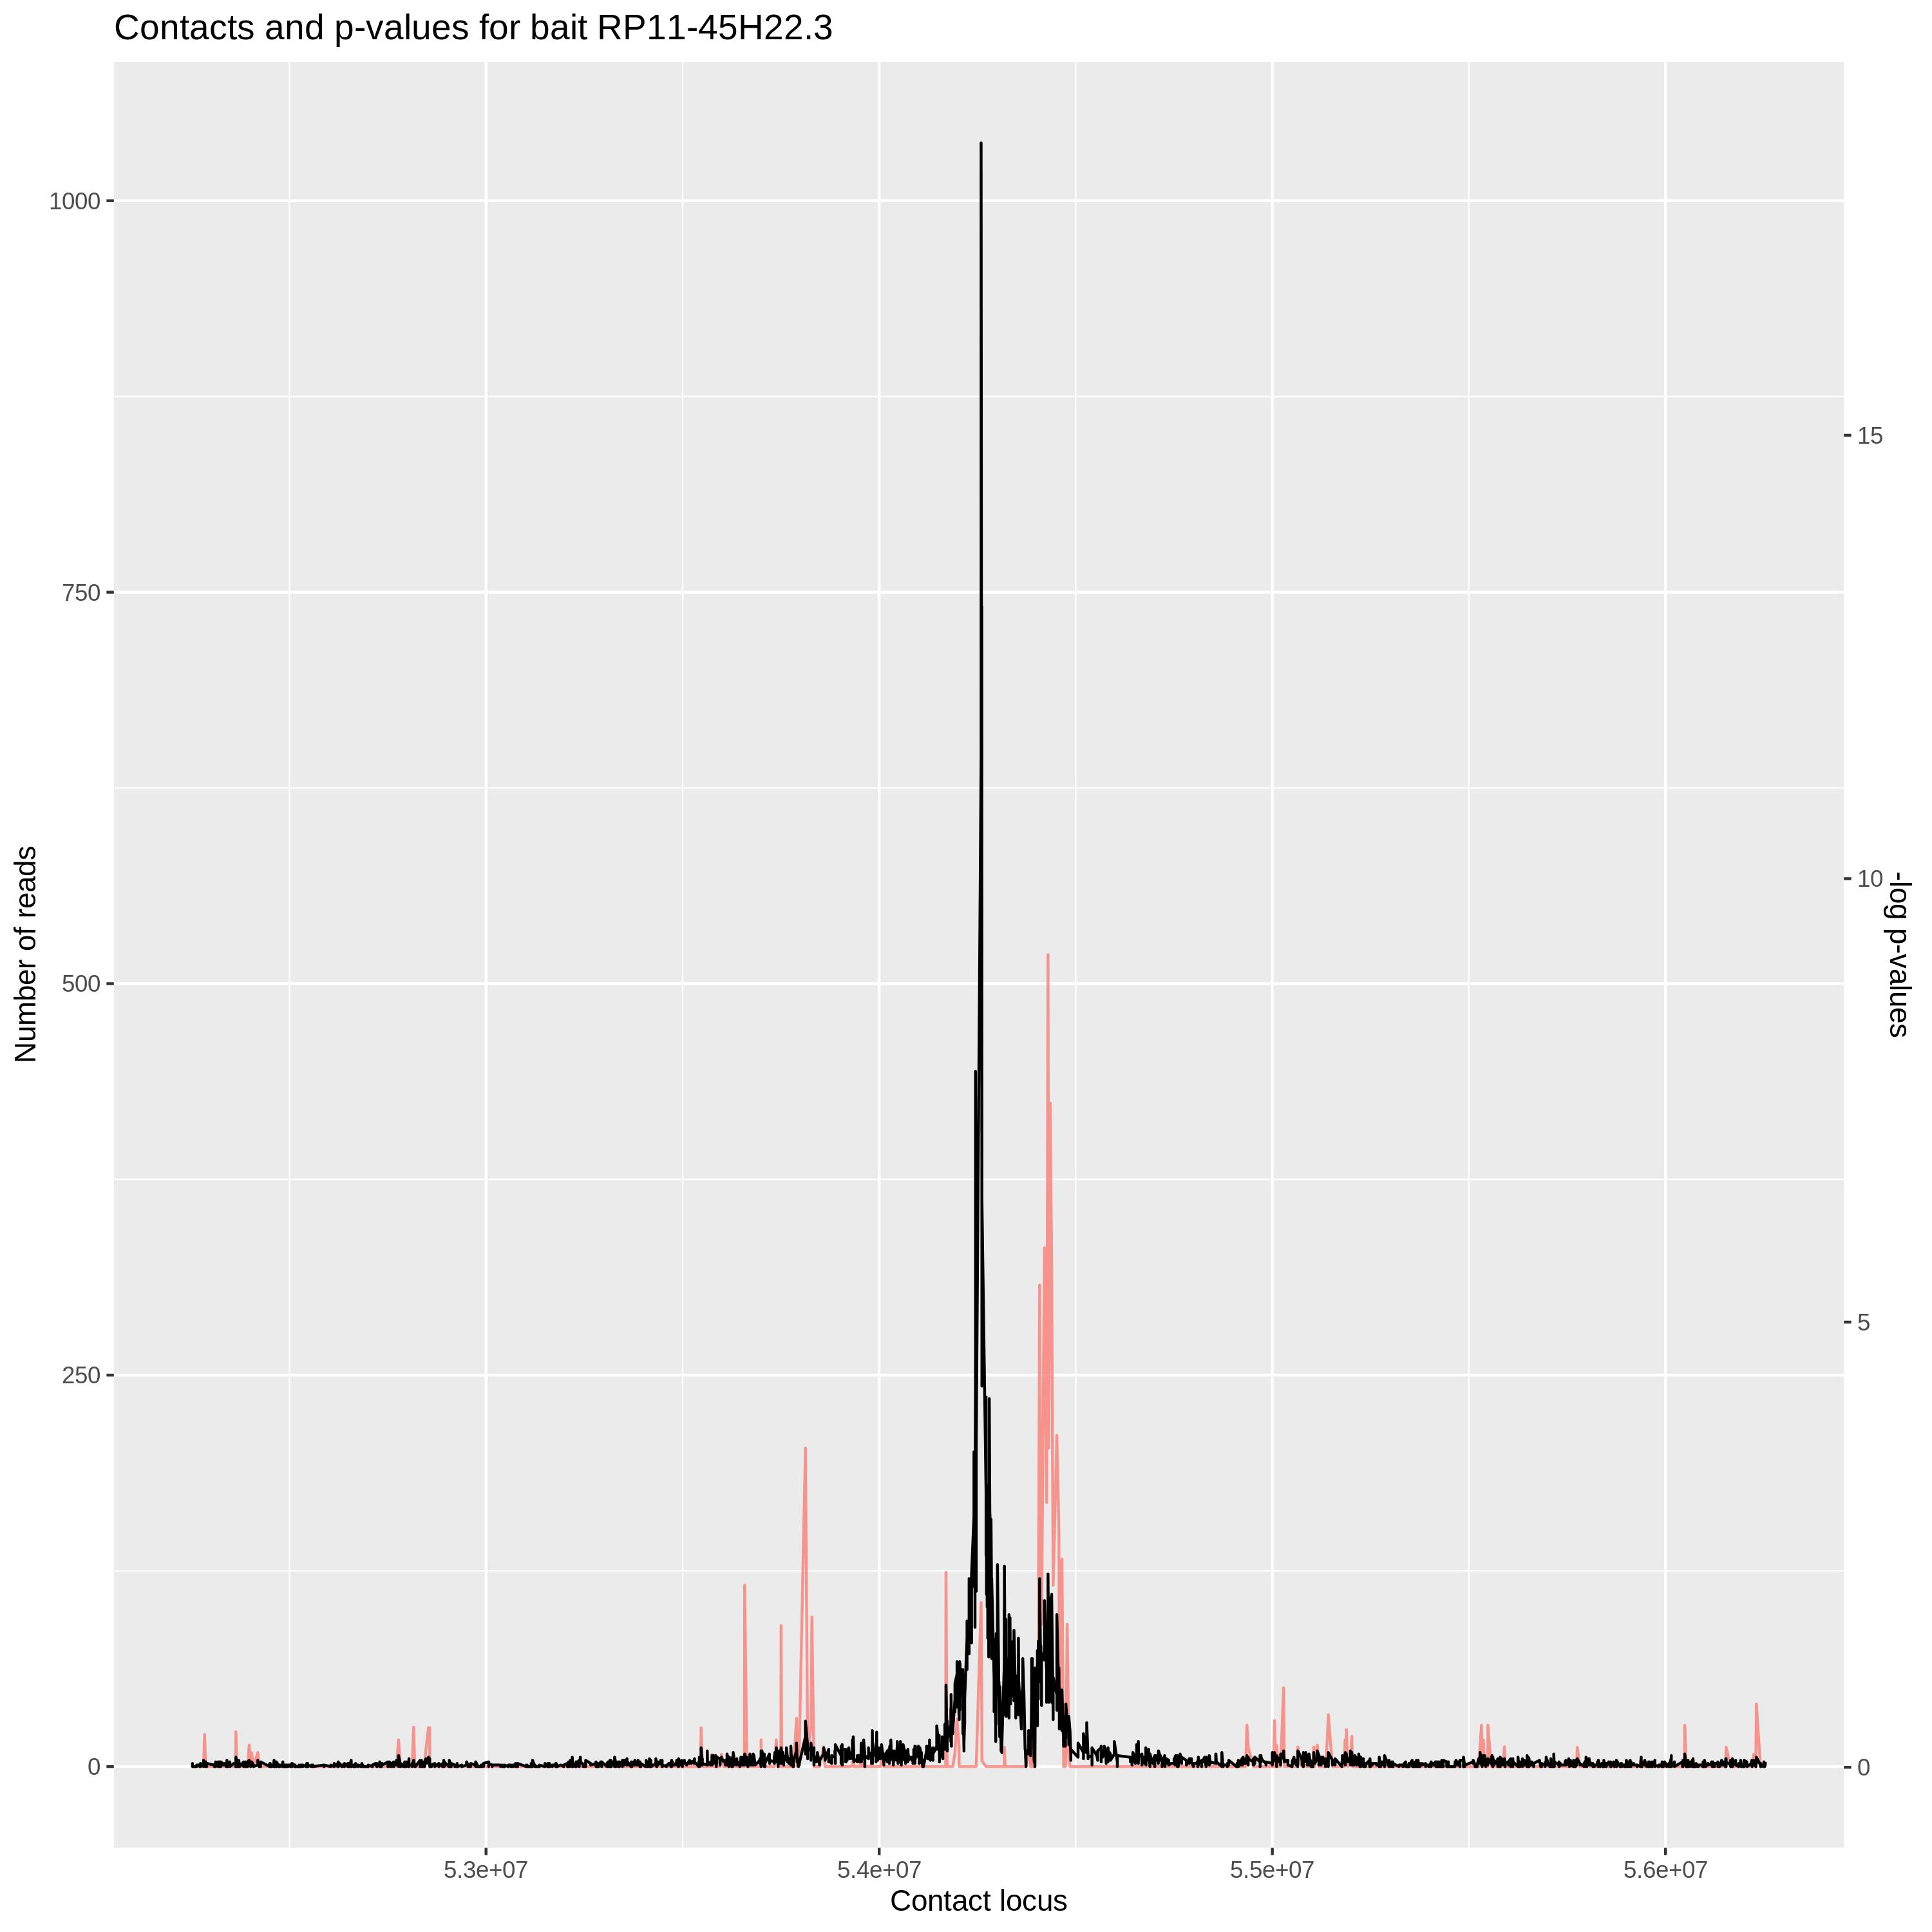 Contacts and p-values for bait RP11-45H22.3
1000
750
500
250
0
Number of reads
15
10
5
0
-log p-values
5.3e+07
5.4e+07
5.5e+07
5.6e+07
Contact locus